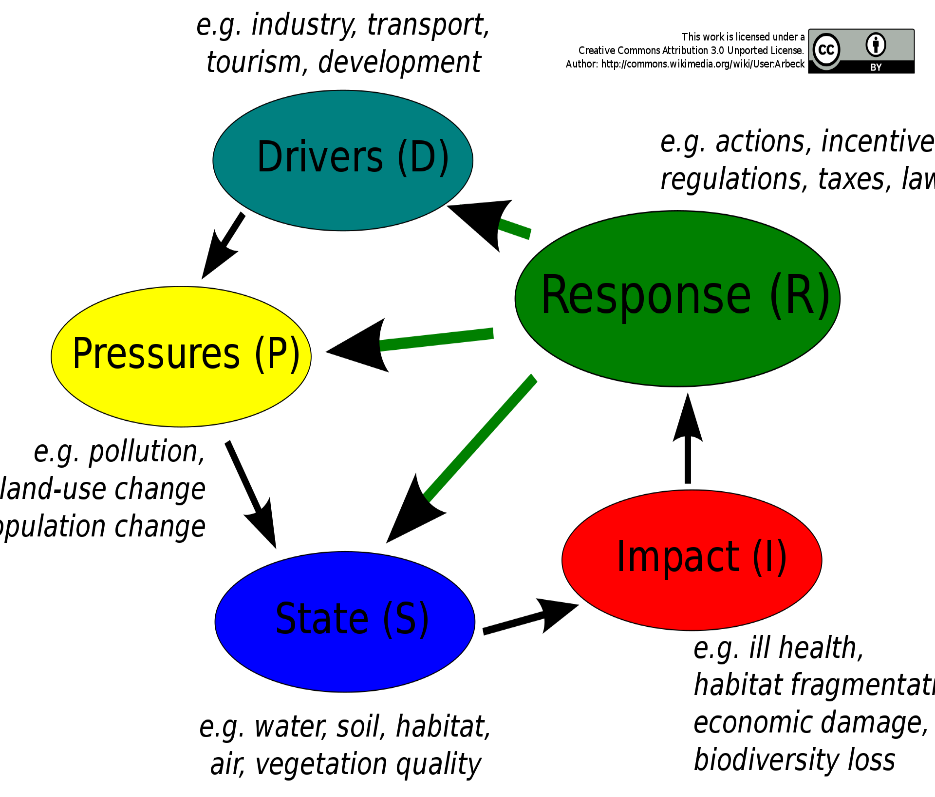 e.g. industry, transport,
tourism, development
This work is licensed under a
Creative Commons Attribution 3.0 Unported License.
Author: http://commons.wikimedia.org/wiki/User:Arbeck
cc
BY
Drivers (D)
e.g. actions, incentive
regulations, taxes, law
Response (R)
Pressures (P)
e.g. pollution,
land-use change
opulation change
State (S)
Impact (I)
e.g. ill health,
habitat fragmentati
economic damage,
biodiversity loss
e.g. water, soil, habitat,
air, vegetation quality